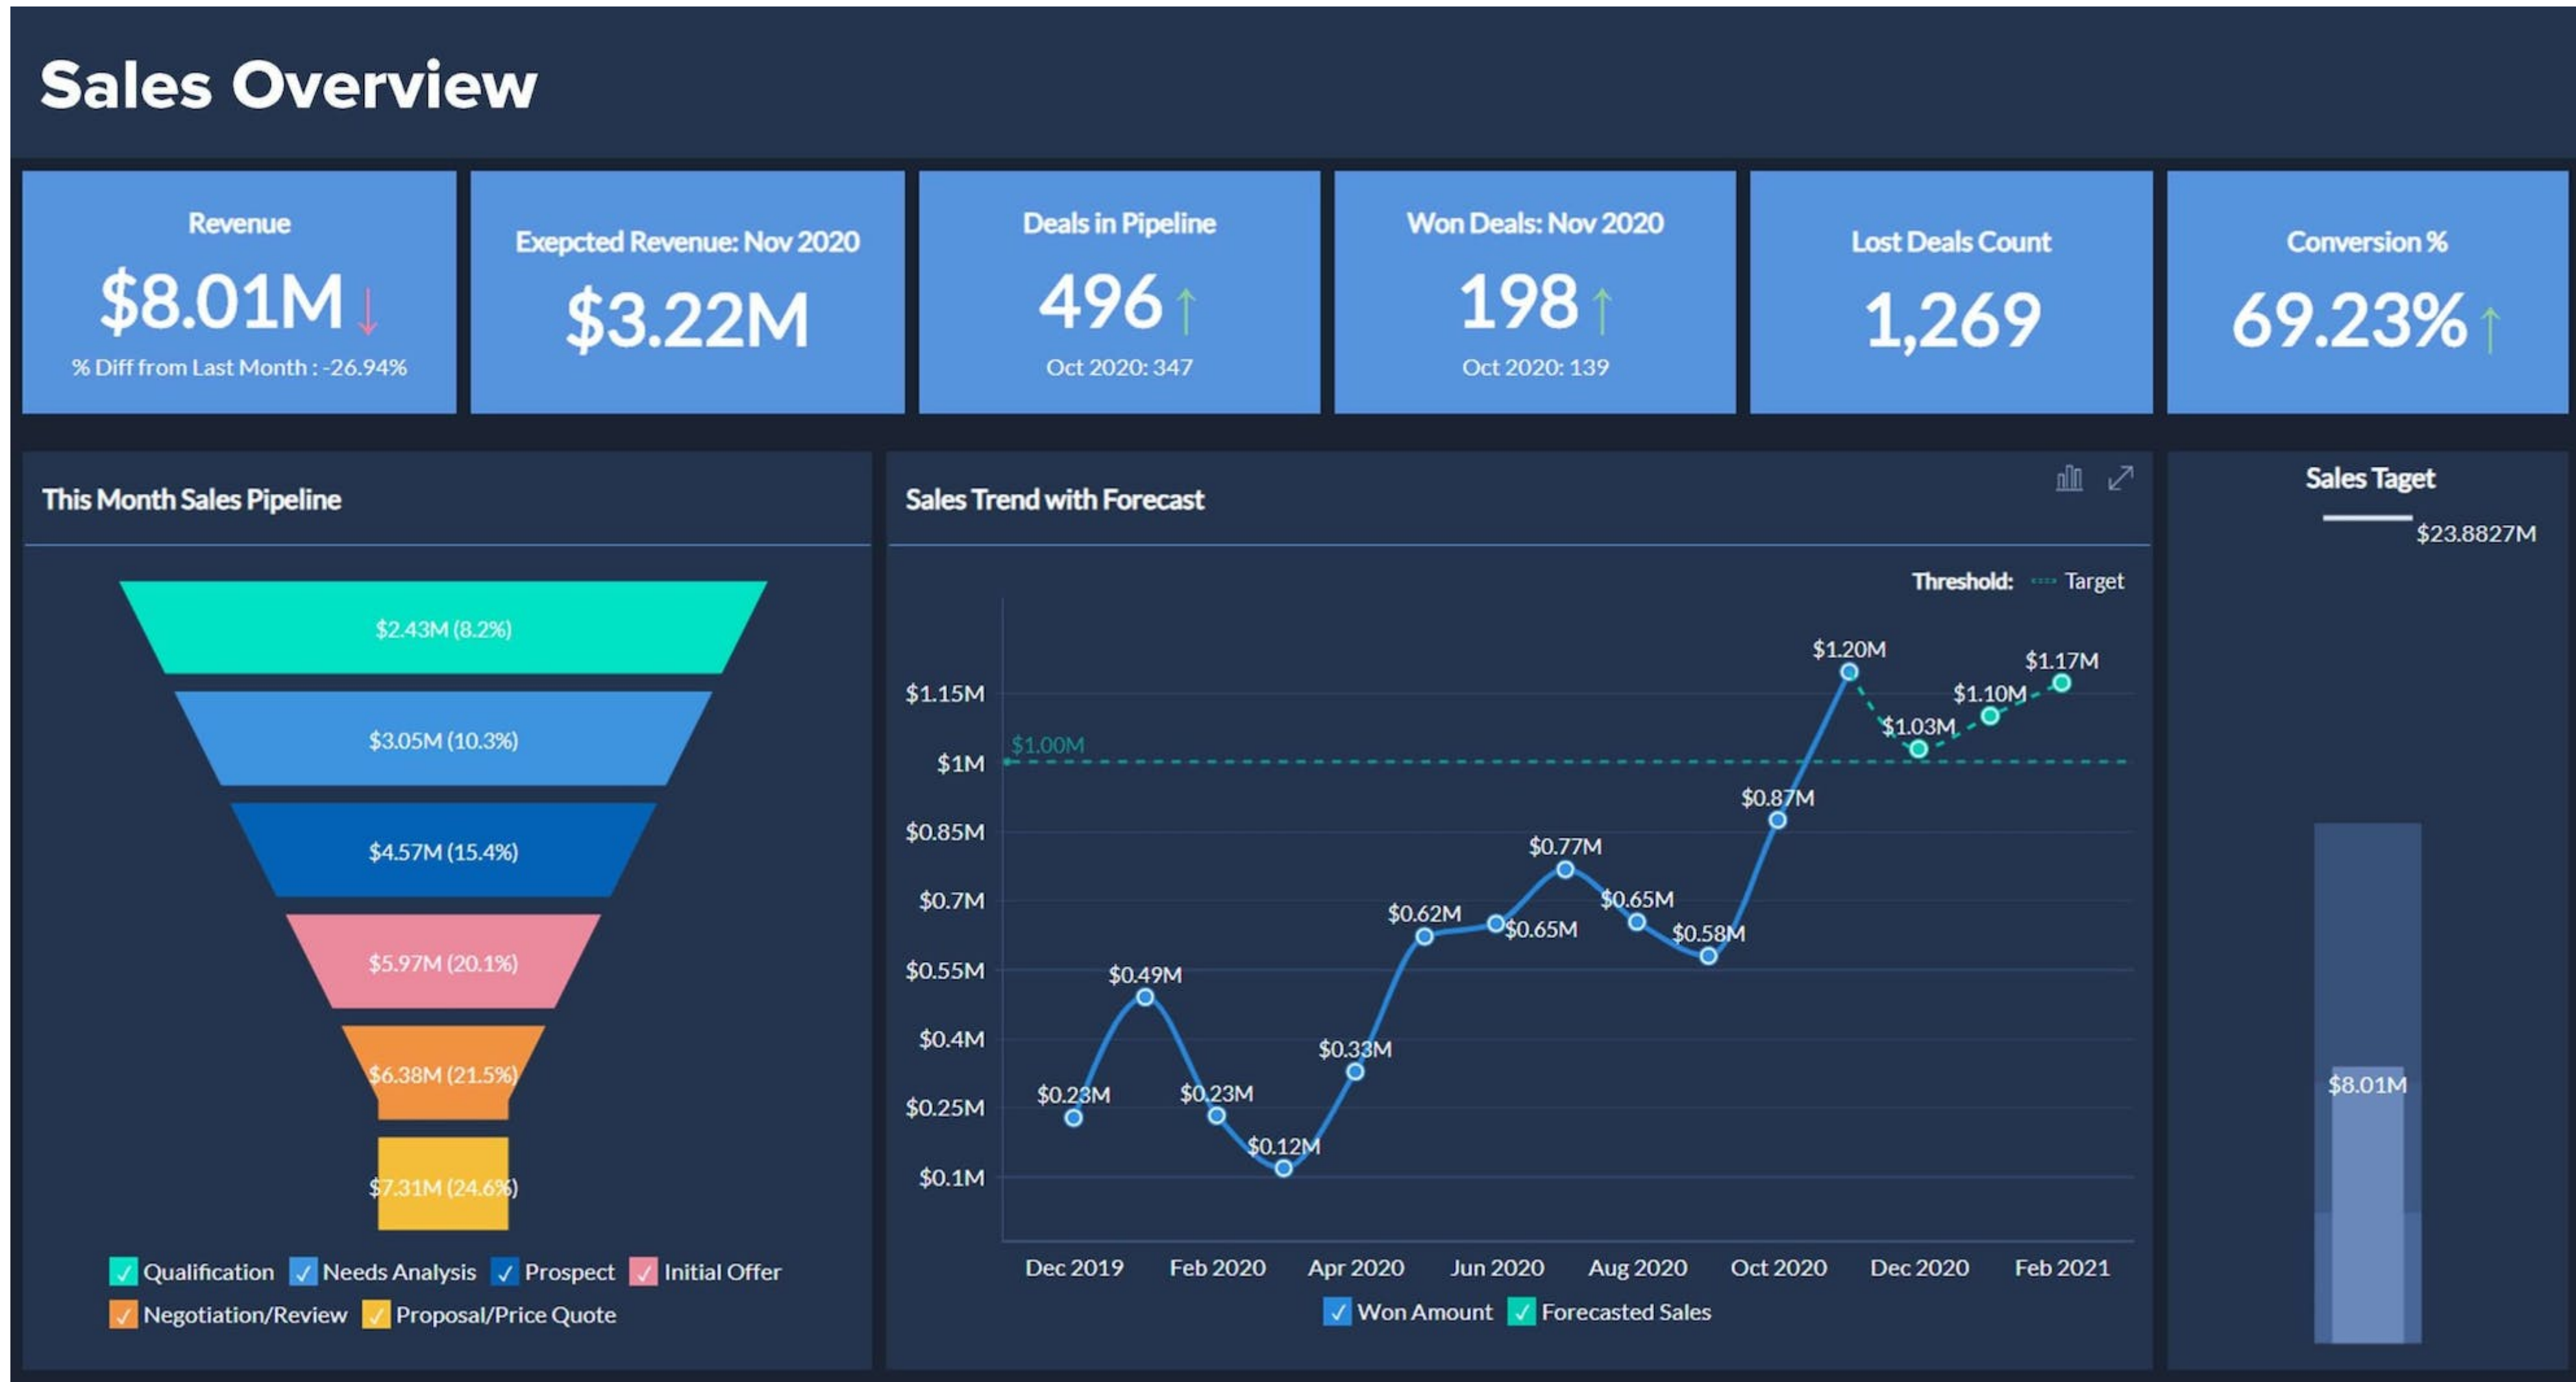 Sales Overview
Revenue
$8.01M↓
% Diff from Last Month : -26.94%
Exepcted Revenue: Nov 2020
$3.22M
Deals in Pipeline
496↑
Oct 2020: 347
Won Deals: Nov 2020
198↑
Oct 2020: 139
Lost Deals Count
1,269
Conversion %
69.23%↑
This Month Sales Pipeline
$2.43M (8.2%)
$3.05M (10.3%)
$4.57M (15.4%)
$5.97M (20.1%)
$6.38M (21.5%)
$7.31M (24.6%)
Qualification Needs Analysis Prospect Initial Offer
Negotiation/Review Proposal/Price Quote
Sales Trend with Forecast
Threshold: Target
$1.15M
$1M
$0.85M
$0.7M
$0.55M
$0.4M
$0.25M
$0.1M
$1.00M
$0.23M
$0.49M
$0.23M
$0.12M
$0.33M
$0.62M
$0.65M
$0.77M
$0.65M
$0.58M
$0.87M
$1.20M
$1.03M
$1.10M
$1.17M
Dec 2019 Feb 2020 Apr 2020 Jun 2020 Aug 2020 Oct 2020 Dec 2020 Feb 2021
Won Amount Forecasted Sales
Sales Taget
$23.8827M
$8.01M